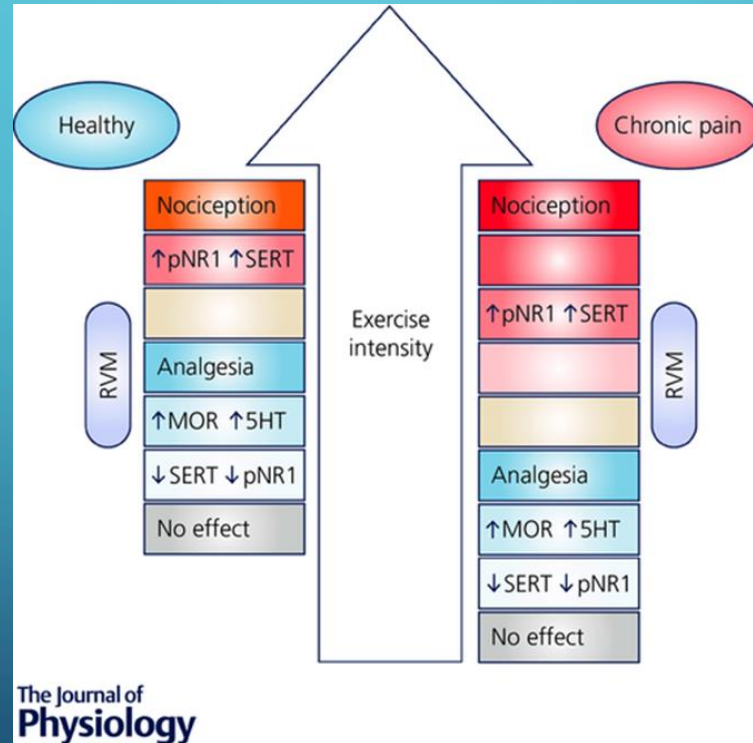 Healthy
Chronic pain
Nociception
↑pNR1 ↑SERT
Analgesia
↑MOR ↑5HT
↓SERT ↓pNR1
No effect
RVM
Exercise
intensity
Nociception
↑pNR1 ↑SERT
Analgesia
↑MOR ↑5HT
↓SERT ↓pNR1
No effect
RVM
The Journal of
Physiology